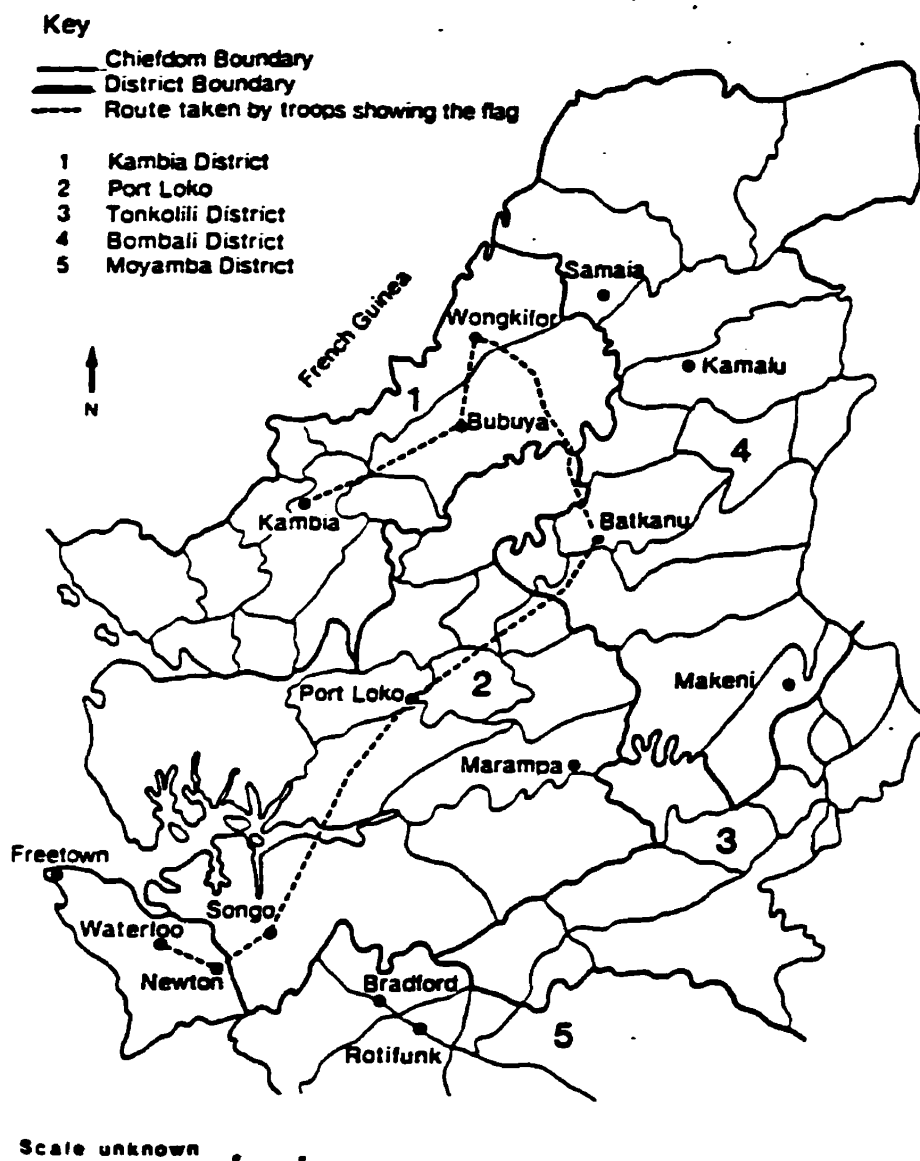 Key
Chiefdom Boundary
District Boundary
Route taken by troops showing the flag
1 Kambia District
2 Port Loko
3 Tonkolili District
4 Bombali District
5 Moyamba District
French Guinea
Samaia
Wongkifor
Kamalu
1
N
Bubuya
4
Kambia
Batkanu
Port Loko
2
Makeni
Marampa
3
Freetown
Songo
Waterloo
Newton
Bradford
5
Rotifunk
Scale unknown